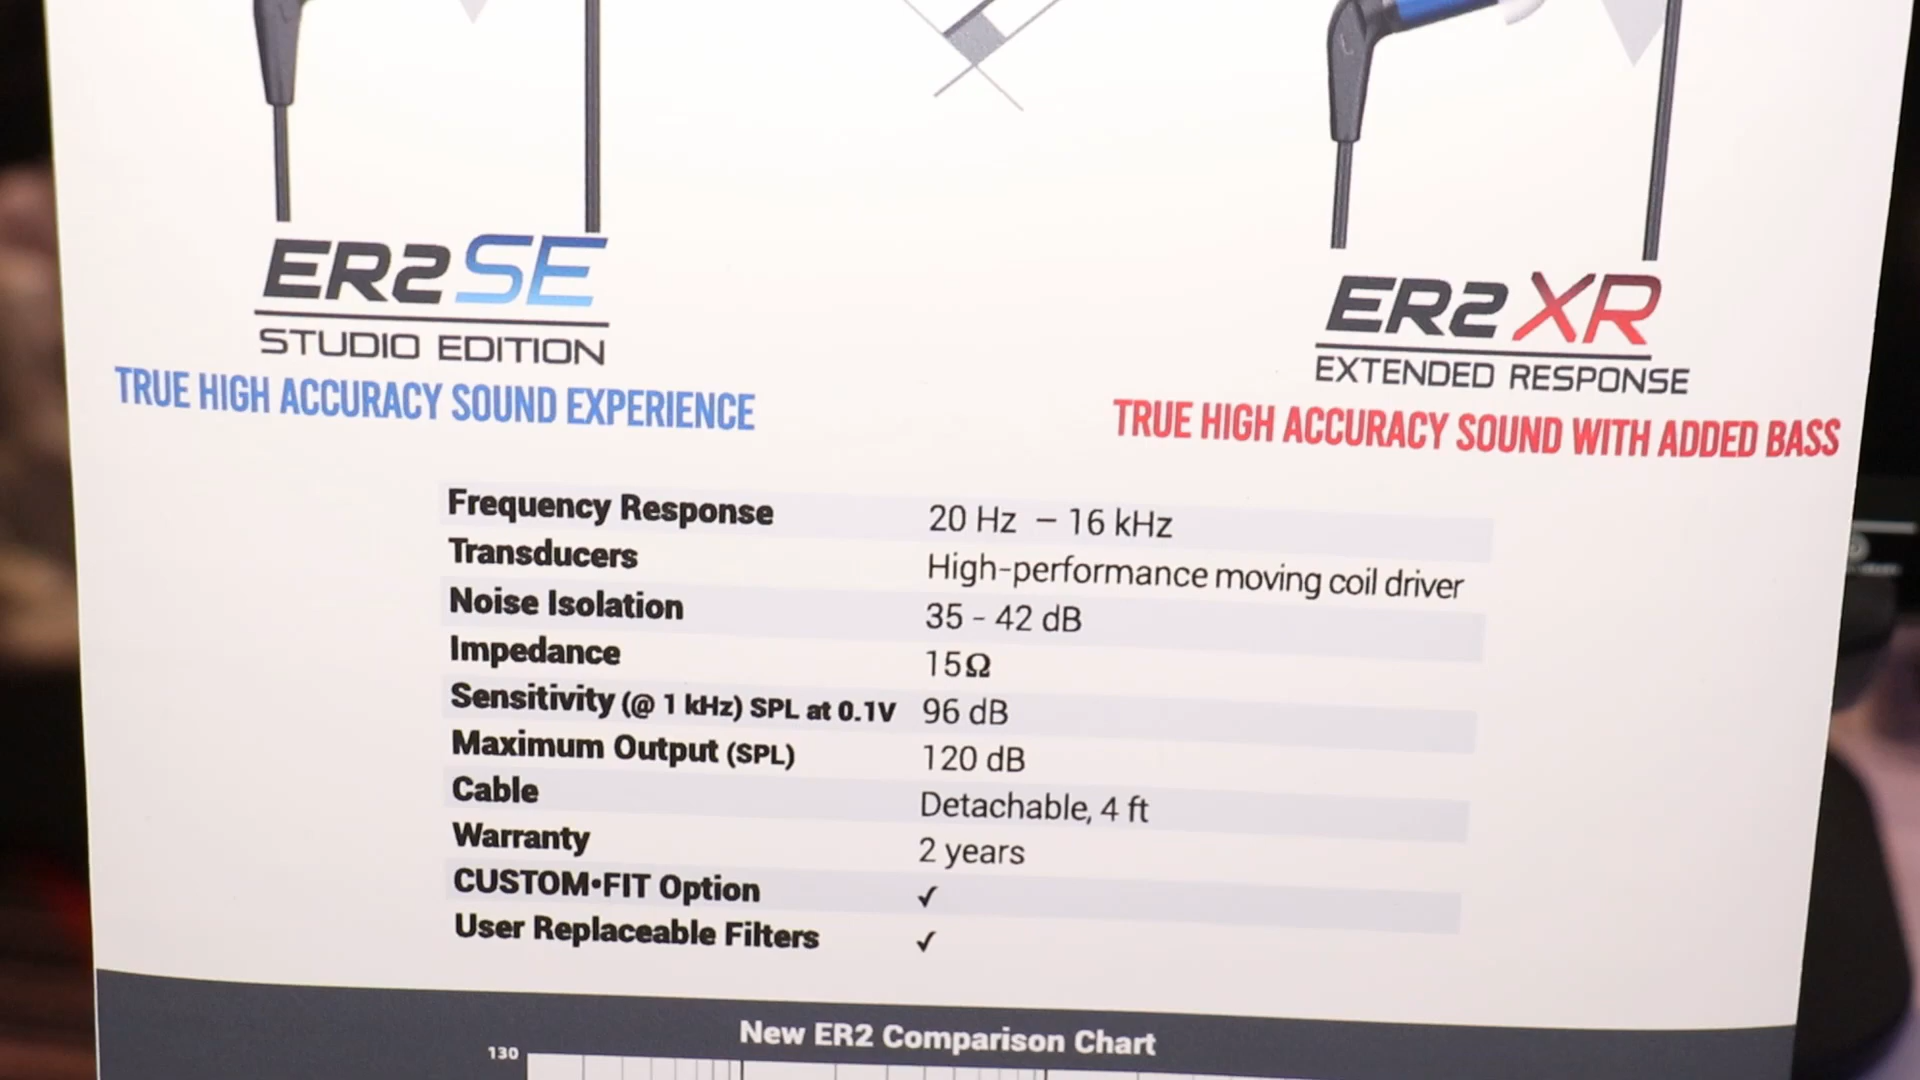 ER2SE
STUDIO EDITION
TRUE HIGH ACCURACY SOUND EXPERIENCE
ER2XR
EXTENDED RESPONSE
TRUE HIGH ACCURACY SOUND WITH ADDED BASS
Frequency Response 20 Hz – 16 kHz
Transducers High-performance moving coil driver
Noise Isolation 35 - 42 dB
Impedance 15Ω
Sensitivity (@ 1 kHz) SPL at 0.1V 96 dB
Maximum Output (SPL) 120 dB
Cable Detachable, 4 ft
Warranty 2 years
CUSTOM•FIT Option ✓
User Replaceable Filters ✓
New ER2 Comparison Chart
130